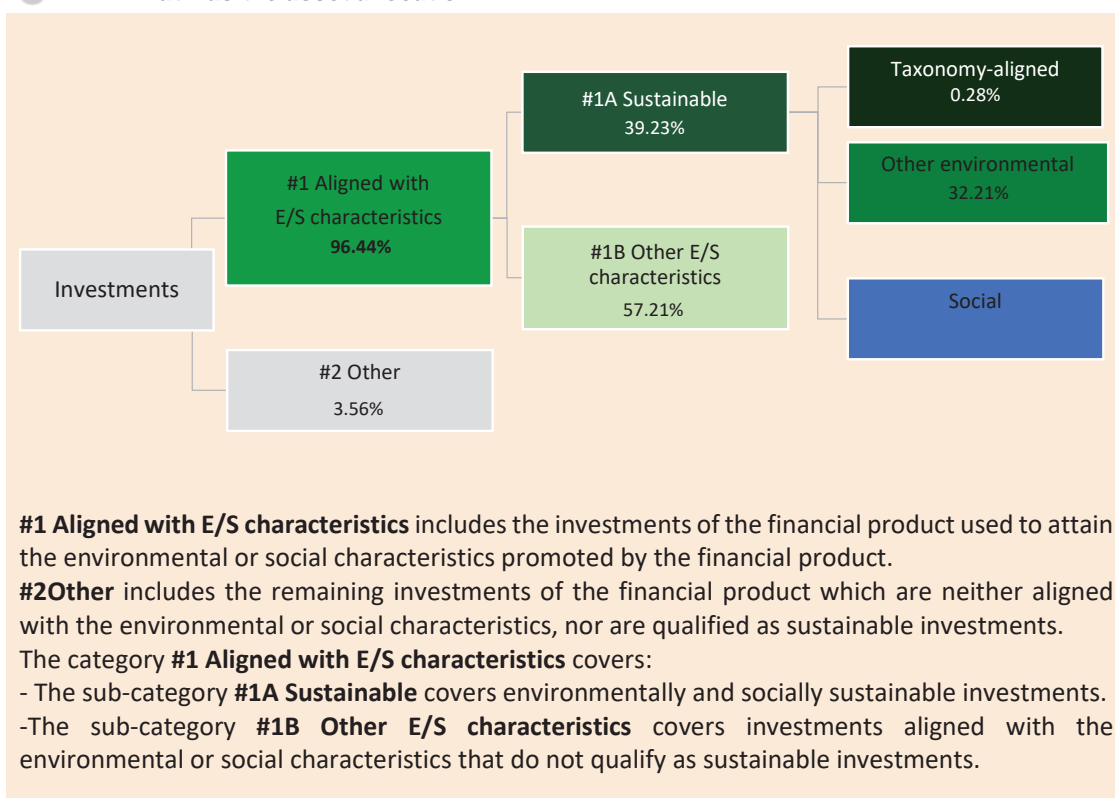 Investments
#1 Aligned with
E/S characteristics
96.44%
#2 Other
3.56%
#1A Sustainable
39.23%
#1B Other E/S
characteristics
57.21%
Taxonomy-aligned
0.28%
Other environmental
32.21%
Social
#1 Aligned with E/S characteristics includes the investments of the financial product used to attain
the environmental or social characteristics promoted by the financial product.
#2Other includes the remaining investments of the financial product which are neither aligned
with the environmental or social characteristics, nor are qualified as sustainable investments.
The category #1 Aligned with E/S characteristics covers:
- The sub-category #1A Sustainable covers environmentally and socially sustainable investments.
-The sub-category #1B Other E/S characteristics covers investments aligned with the
environmental or social characteristics that do not qualify as sustainable investments.